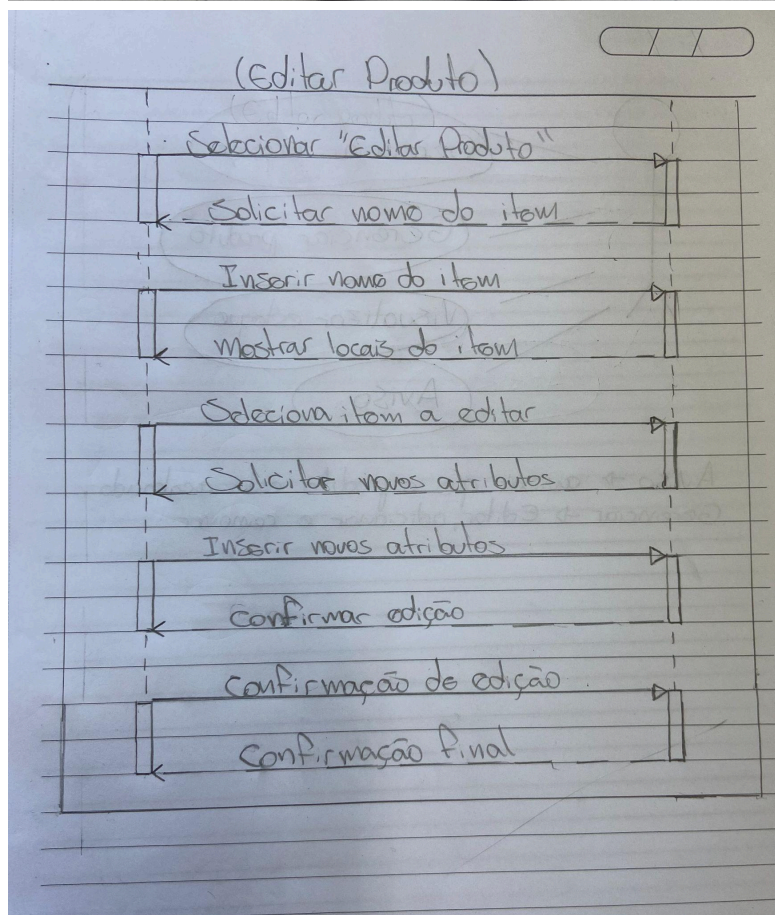 (Editar Produto)
Selecionar "Editar Produto"
Solicitar nome do item
Inserir nome do item
Mostrar locais do item
Seleciona item a editar
Solicitar novos atributos
Inserir novos atributos
Confirmar edição
Confirmação de edição
Confirmação final